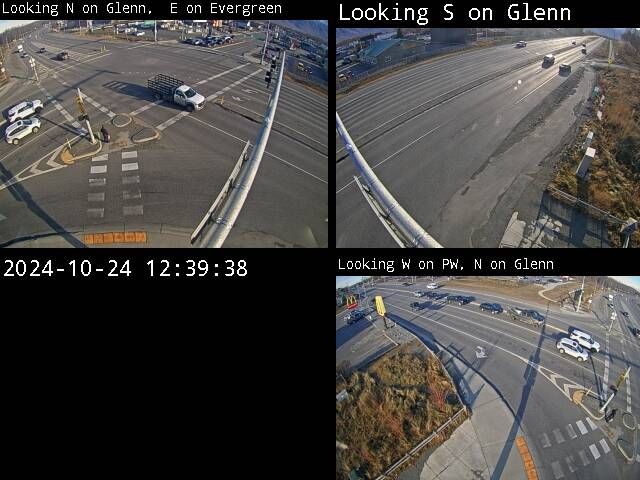 Looking N on Glenn,  E on Evergreen
Looking S on Glenn
2024-10-24 12:39:38
Looking W on PW, N on Glenn